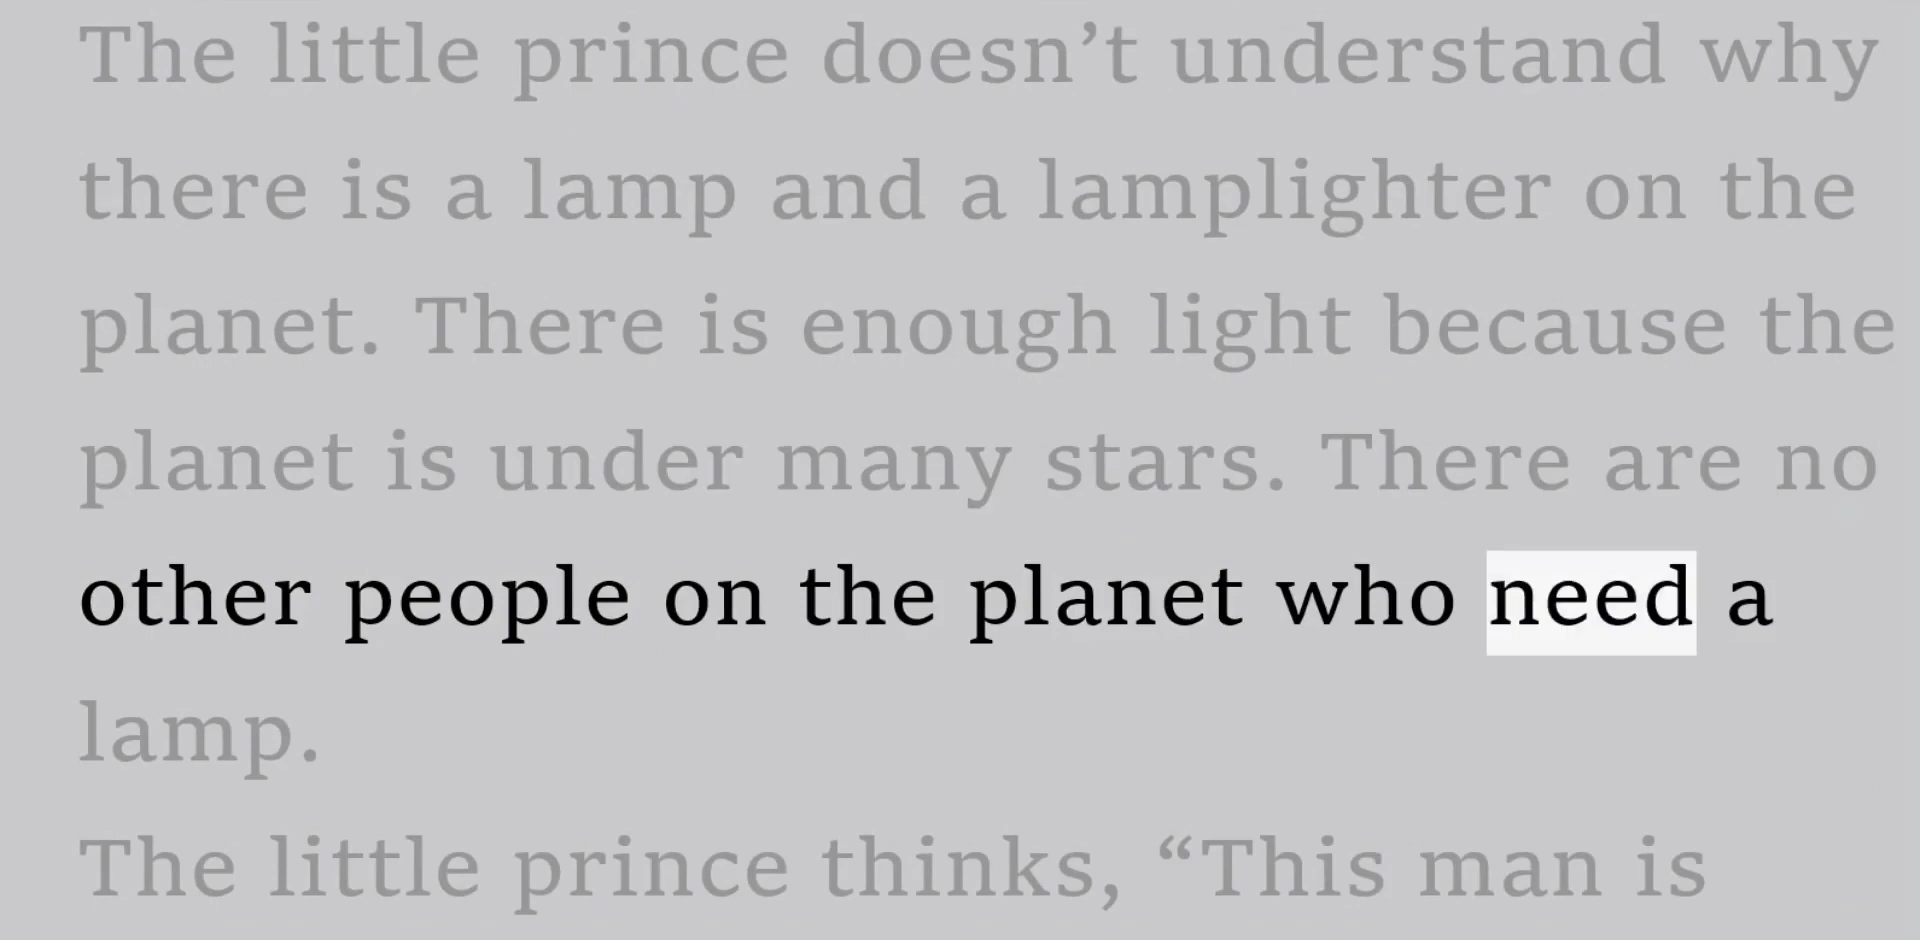 The little prince doesn’t understand why
there is a lamp and a lamplighter on the
planet. There is enough light because the
planet is under many stars. There are no
other people on the planet who need a
lamp.
The little prince thinks, “This man is